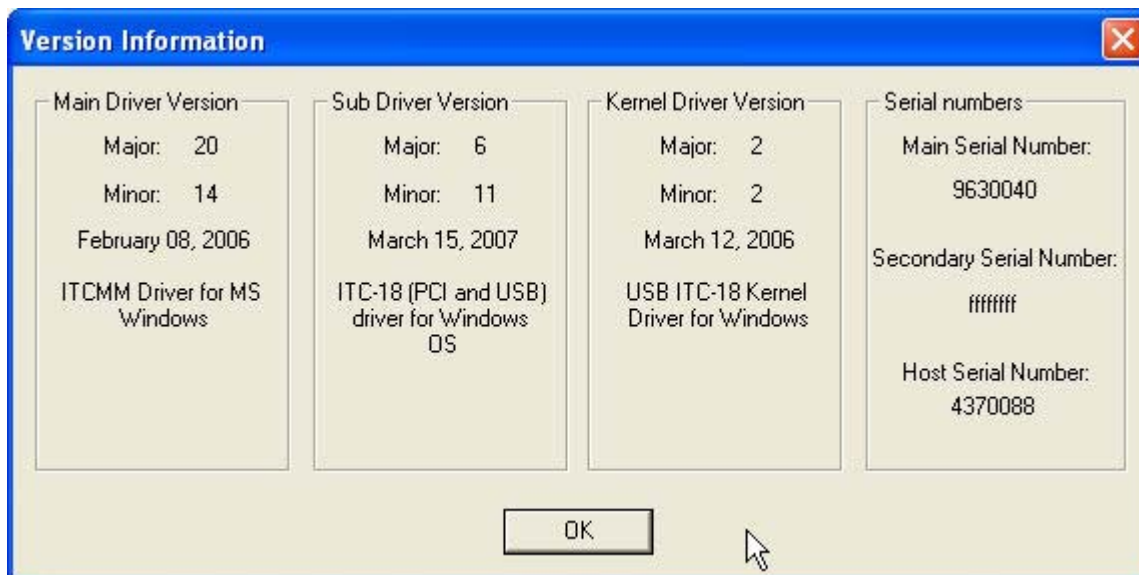 Version Information
Main Driver Version
Major: 20
Minor: 14
February 08, 2006
ITCMM Driver for MS
Windows
Sub Driver Version
Major: 6
Minor: 11
March 15, 2007
ITC-18 (PCI and USB)
driver for Windows
OS
Kernel Driver Version
Major: 2
Minor: 2
March 12, 2006
USB ITC-18 Kernel
Driver for Windows
Serial numbers
Main Serial Number:
9630040
Secondary Serial Number:
ffffffff
Host Serial Number:
4370088
OK